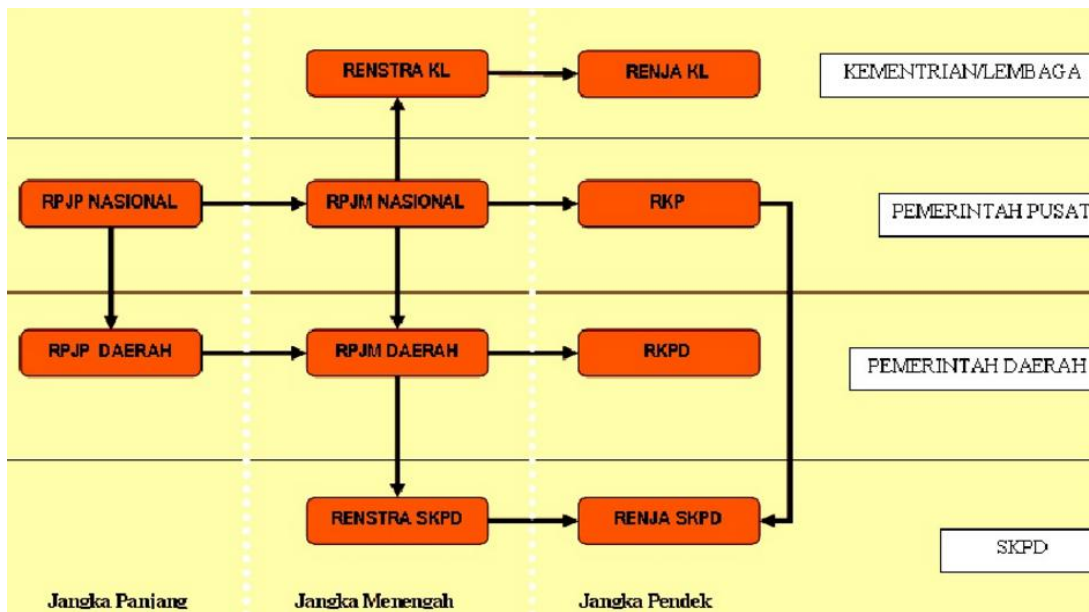 RENSTRA KL
RENJA KL
KEMENTRIAN/LEMBAGA
RPJP NASIONAL
RPJM NASIONAL
RKP
PEMERINTAH PUSAT
RPJP DAERAH
RPJM DAERAH
RKPD
PEMERINTAH DAERAH
RENSTRA SKPD
RENJA SKPD
SKPD
Jangka Panjang
Jangka Menengah
Jangka Pendek